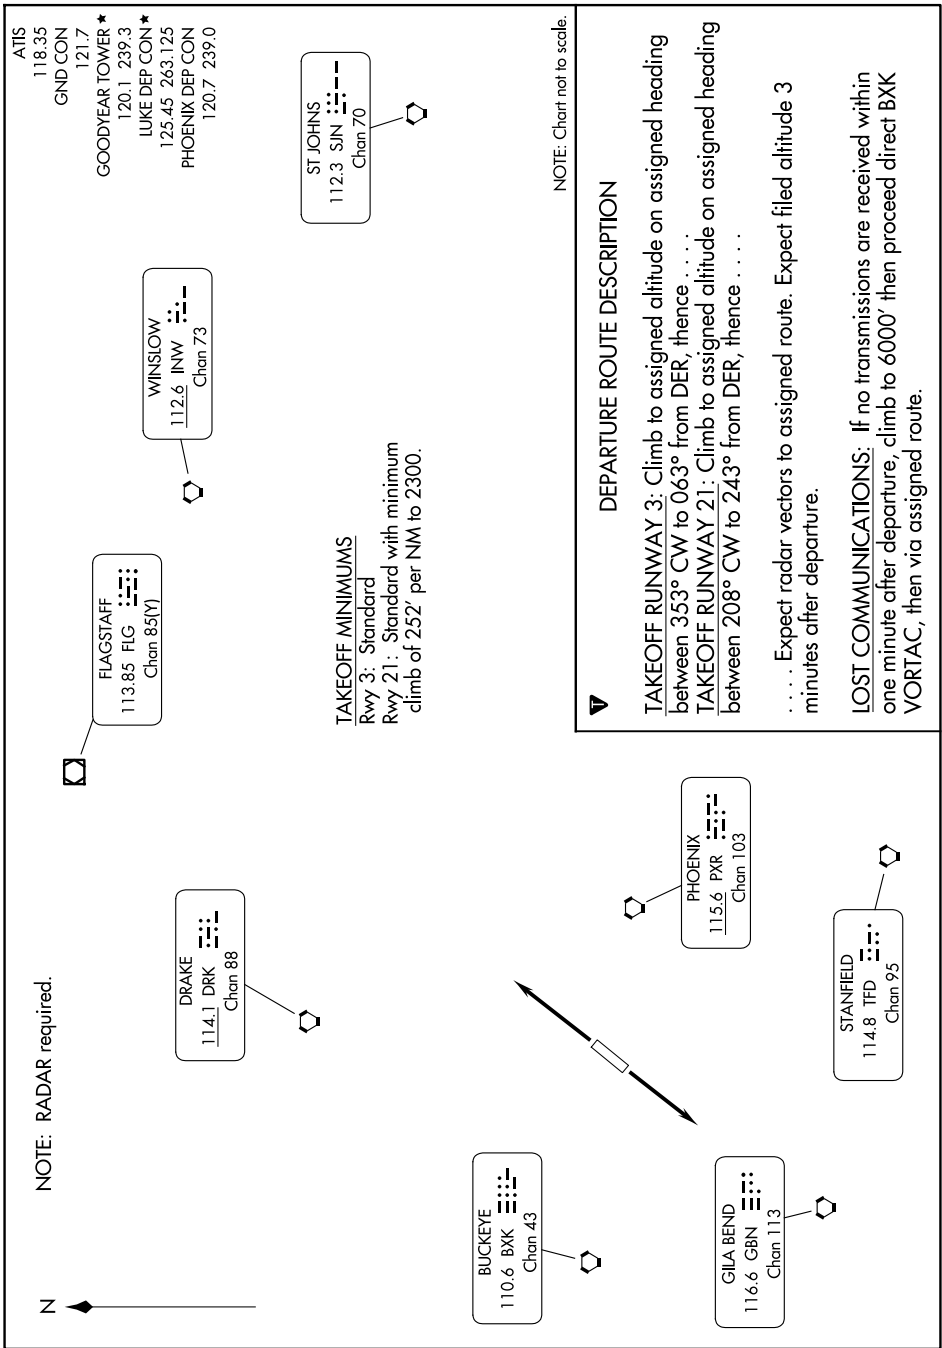 ATIS
118.35
GND CON
121.7
GOODYEAR TOWER ★
120.1 239.3
LUKE DEP CON ★
125.45 263.125
PHOENIX DEP CON
120.7 239.0
NOTE: RADAR required.
N
FLAGSTAFF
113.85 FLG
Chan 85(Y)
WINSLOW
112.6 INW
Chan 73
ST JOHNS
112.3 SJN
Chan 70
DRAKE
114.1 DRK
Chan 88
TAKEOFF MINIMUMS
Rwy 3: Standard
Rwy 21: Standard with minimum
climb of 252' per NM to 2300.
BUCKEYE
110.6 BXK
Chan 43
PHOENIX
115.6 PXR
Chan 103
GILA BEND
116.6 GBN
Chan 113
STANFIELD
114.8 TFD
Chan 95
NOTE: Chart not to scale.
T
DEPARTURE ROUTE DESCRIPTION
TAKEOFF RUNWAY 3: Climb to assigned altitude on assigned heading
between 353° CW to 063° from DER, thence . . . .
TAKEOFF RUNWAY 21: Climb to assigned altitude on assigned heading
between 208° CW to 243° from DER, thence . . . .
. . . . Expect radar vectors to assigned route. Expect filed altitude 3
minutes after departure.
LOST COMMUNICATIONS: If no transmissions are received within
one minute after departure, climb to 6000' then proceed direct BXK
VORTAC, then via assigned route.